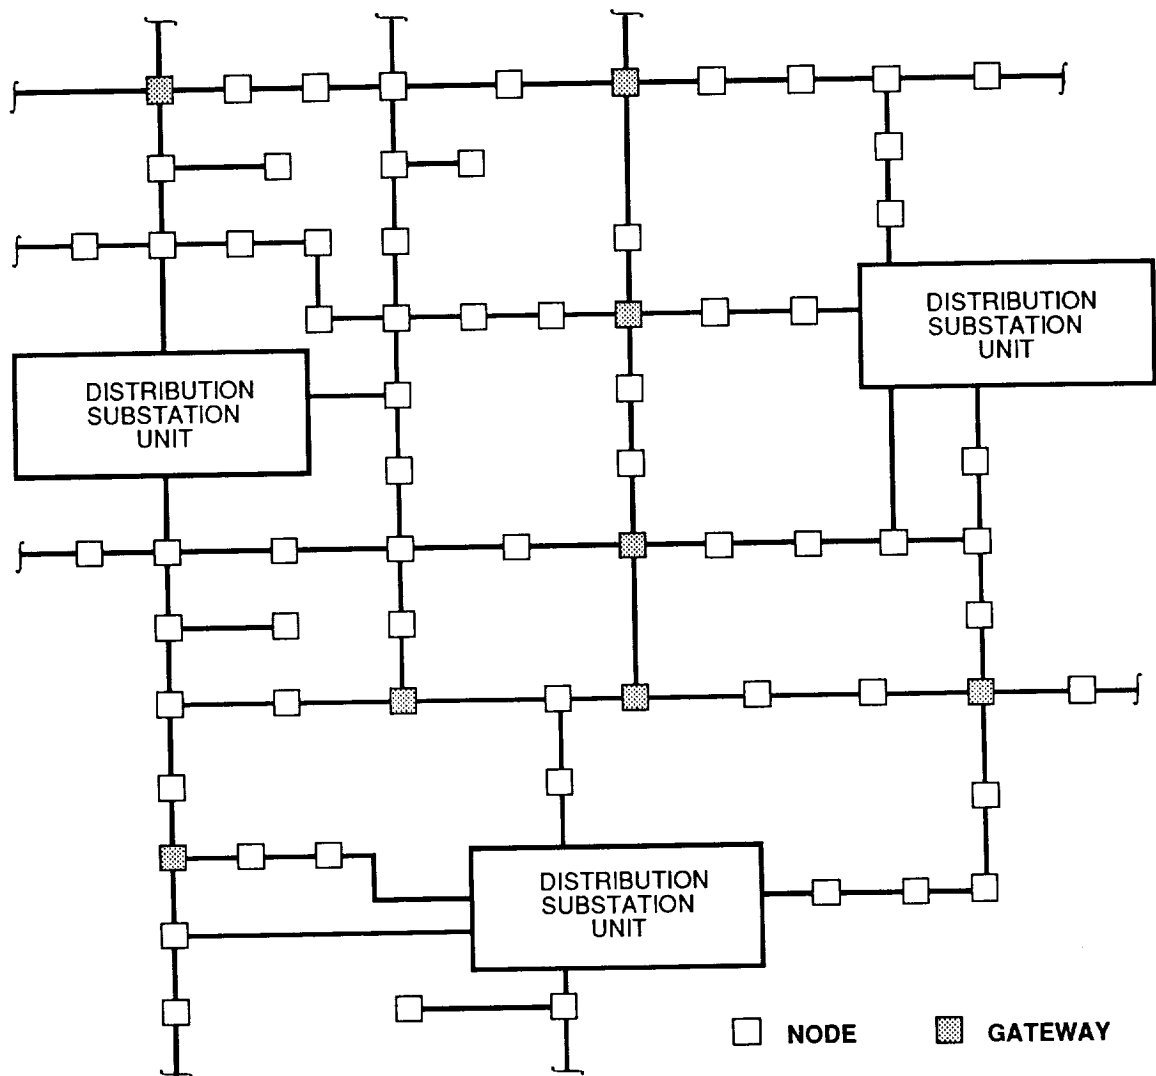 DISTRIBUTION
SUBSTATION
UNIT
DISTRIBUTION
SUBSTATION
UNIT
DISTRIBUTION
SUBSTATION
UNIT
NODE
GATEWAY